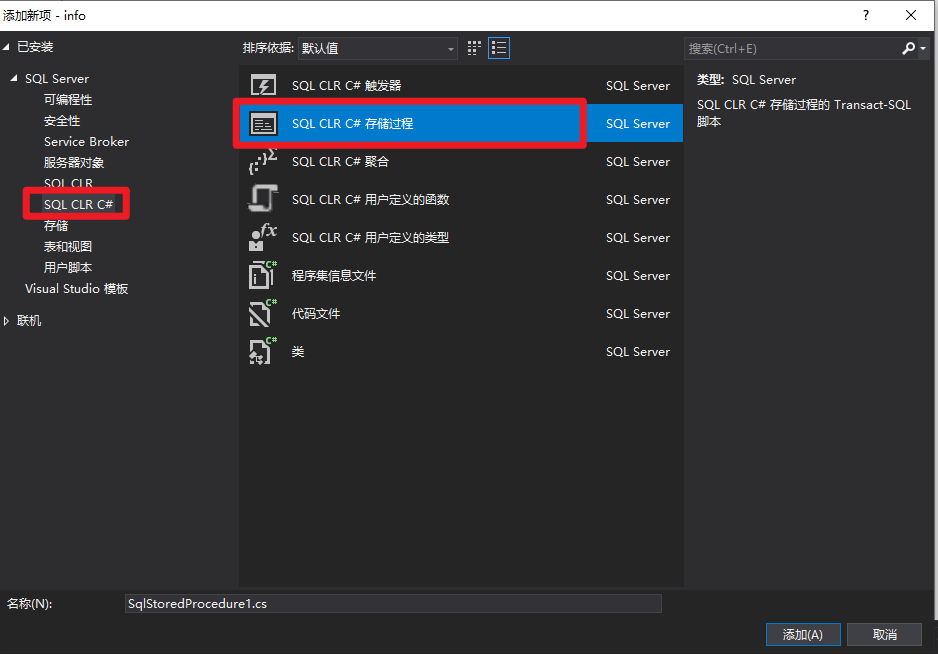 添加新项 - info
?
已安装
SQL Server
可编程性
安全性
Service Broker
服务器对象
SQL CLR
SQL CLR C#
存储
表和视图
用户脚本
Visual Studio 模板
联机
排序依据: 默认值
搜索(Ctrl+E)
SQL CLR C# 触发器 SQL Server
SQL CLR C# 存储过程 SQL Server
SQL CLR C# 聚合 SQL Server
SQL CLR C# 用户定义的函数 SQL Server
SQL CLR C# 用户定义的类型 SQL Server
程序集信息文件 SQL Server
代码文件 SQL Server
类 SQL Server
类型: SQL Server
SQL CLR C# 存储过程的 Transact-SQL
脚本
名称(N): SqlStoredProcedure1.cs
添加(A) 取消